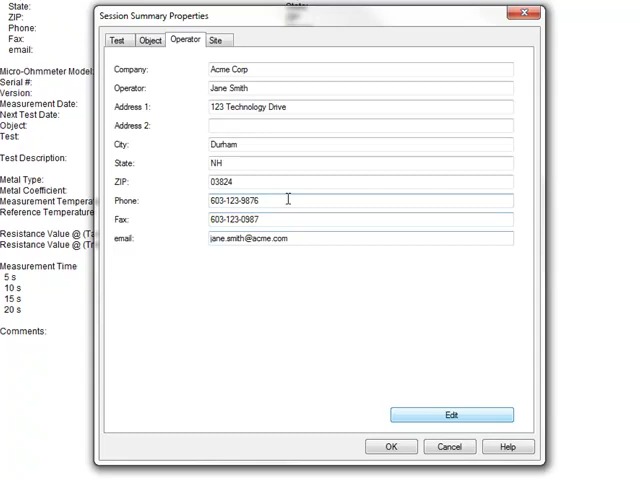 State:
ZIP:
Phone:
Fax:
email:
Micro-Ohmmeter Model:
Serial #:
Version:
Measurement Date:
Next Test Date:
Object:
Test:
Test Description:
Metal Type:
Metal Coefficient:
Measurement
Reference Temperature
Resistance Value @
Resistance Value @
Measurement Time
5 s
10 s
15 s
20 s
Comments:
Session Summary Properties
Test Object Operator Site
Company: Acme Corp
Operator: Jane Smith
Address 1: 123 Technology Drive
Address 2:
City: Durham
State: NH
ZIP: 03824
Phone: 603-123-9876
Fax: 603-123-0987
email: jane.smith@acme.com
Edit
OK Cancel Help